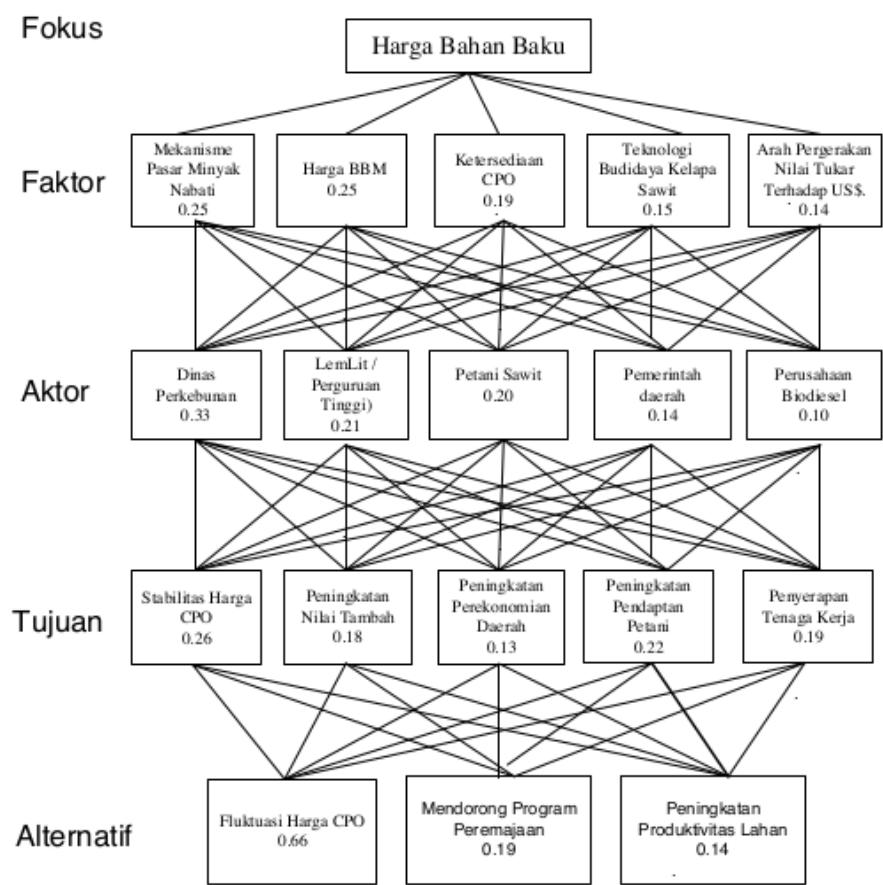 Fokus
Harga Bahan Baku
Faktor
Mekanisme
Pasar Minyak
Nabati
0.25
Harga BBM
0.25
Ketersediaan
CPO
0.19
Teknologi
Budidaya Kelapa
Sawit
0.15
Arah Pergerakan
Nilai Tukar
Terhadap US$.
0.14
Aktor
Dinas
Perkebunan
0.33
LemLit /
Perguruan
Tinggi)
0.21
Petani Sawit
0.20
Pemerintah
daerah
0.14
Perusahaan
Biodiesel
0.10
Tujuan
Stabilitas Harga
CPO
0.26
Peningkatan
Nilai Tambah
0.18
Peningkatan
Perekonomian
Daerah
0.13
Peningkatan
Pendaptan
Petani
0.22
Penyerapan
Tenaga Kerja
0.19
Alternatif
Fluktuasi Harga CPO
0.66
Mendorong Program
Peremajaan
0.19
Peningkatan
Produktivitas Lahan
0.14